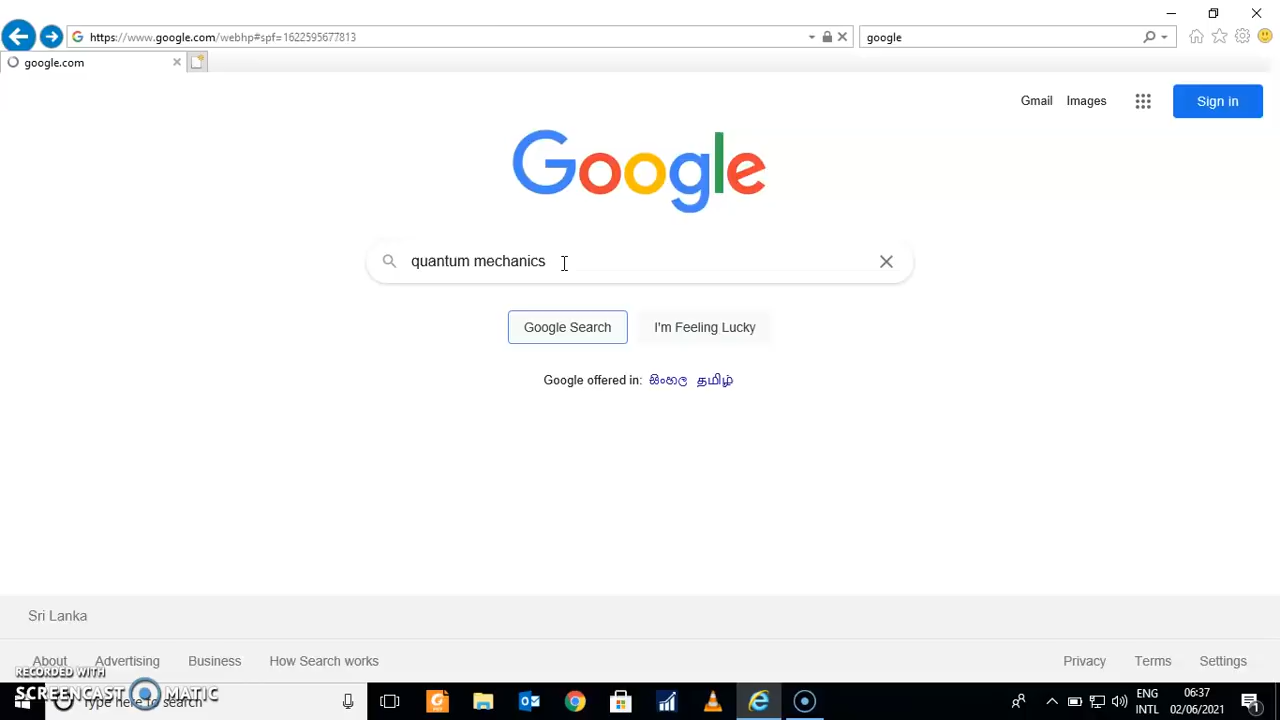 https://www.google.com/webhp#spf=1622595677813
google
google.com
Gmail
Images
Sign in
Google
quantum mechanics
Google Search
I'm Feeling Lucky
Google offered in: සිංහල தமிழ்
Sri Lanka
About
Advertising
Business
How Search works
Privacy
Terms
Settings
RECORDED WITH
SCREENCAST MATIC
Type here to search
ENG
INTL
06:37
02/06/2021
1